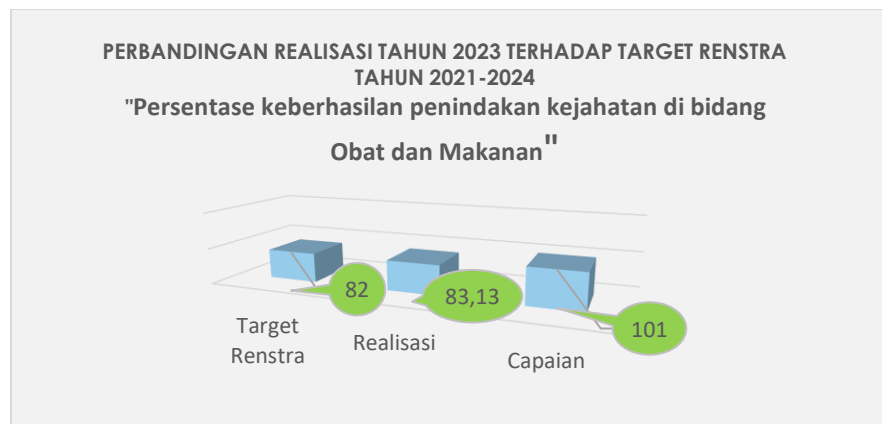 PERBANDINGAN REALISASI TAHUN 2023 TERHADAP TARGET RENSTRA
TAHUN 2021-2024
"Persentase keberhasilan penindakan kejahatan di bidang
Obat dan Makanan"
82
83,13
101
Target
Renstra
Realisasi
Capaian